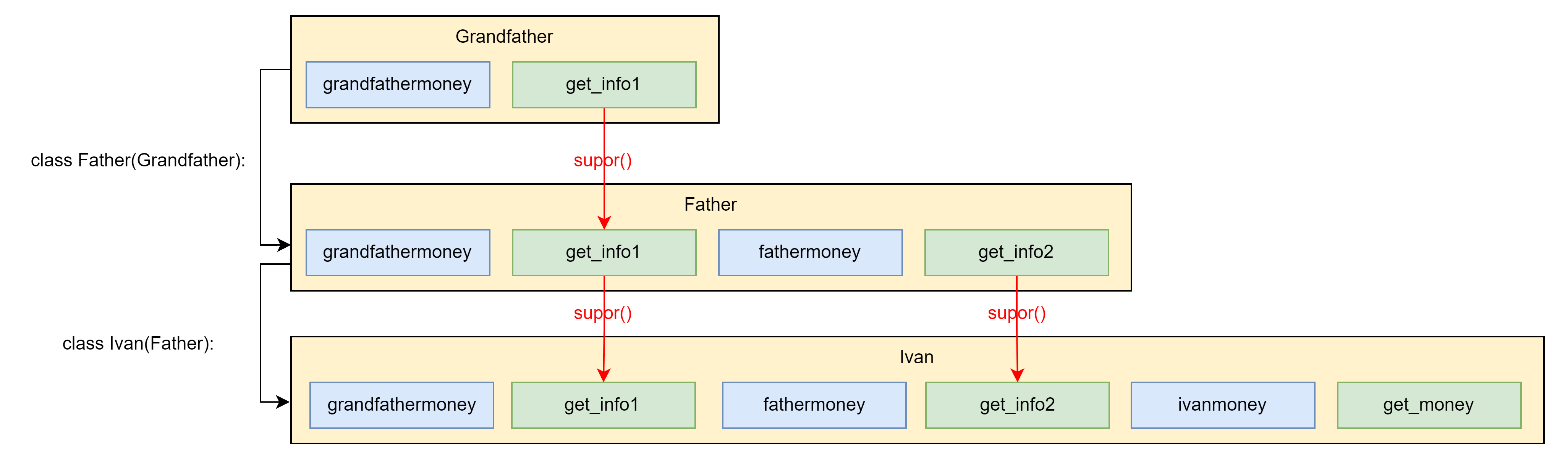 Grandfather
grandfathermoney
get_info1
class Father(Grandfather):
supor()
Father
grandfathermoney
get_info1
fathermoney
get_info2
class Ivan(Father):
supor()
supor()
Ivan
grandfathermoney
get_info1
fathermoney
get_info2
ivanmoney
get_money